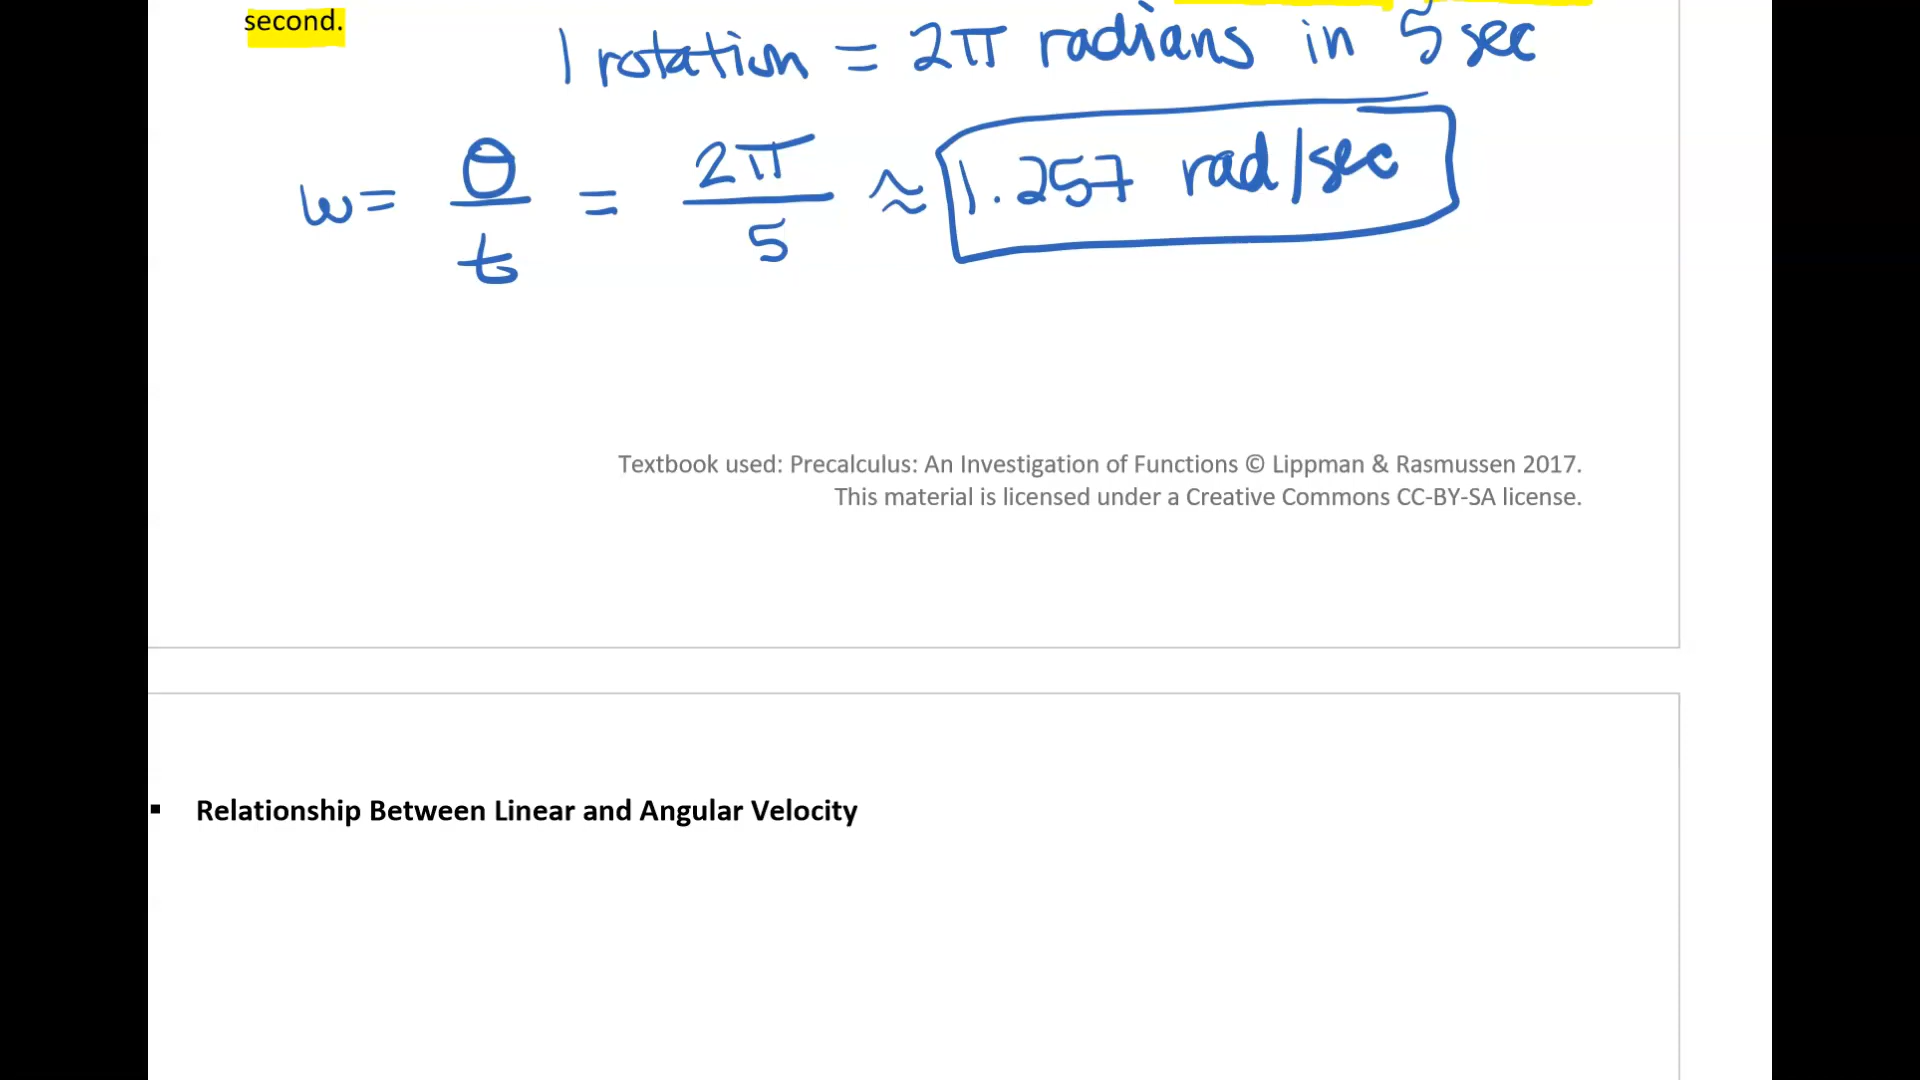 second.
1 rotation = 2π radians in 5 sec
w = θ/t = 2π/5 ≈ 1.257 rad/sec
Textbook used: Precalculus: An Investigation of Functions © Lippman & Rasmussen 2017.
This material is licensed under a Creative Commons CC-BY-SA license.
▪ Relationship Between Linear and Angular Velocity